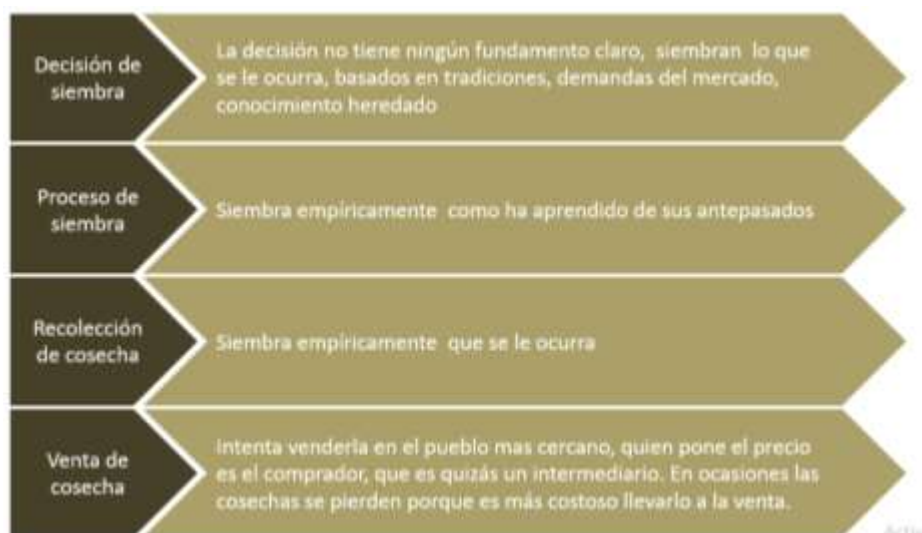 Decisión de
siembra
La decisión no tiene ningún fundamento claro, siembran lo que
se le ocurra, basados en tradiciones, demandas del mercado,
conocimiento heredado
Proceso de
siembra
Siembra empíricamente como ha aprendido de sus antepasados
Recolección
de cosecha
Siembra empíricamente que se le ocurra
Venta de
cosecha
Intenta venderla en el pueblo mas cercano, quien pone el precio
es el comprador, que es quizás un intermediario. En ocasiones las
cosechas se pierden porque es más costoso llevarlo a la venta.